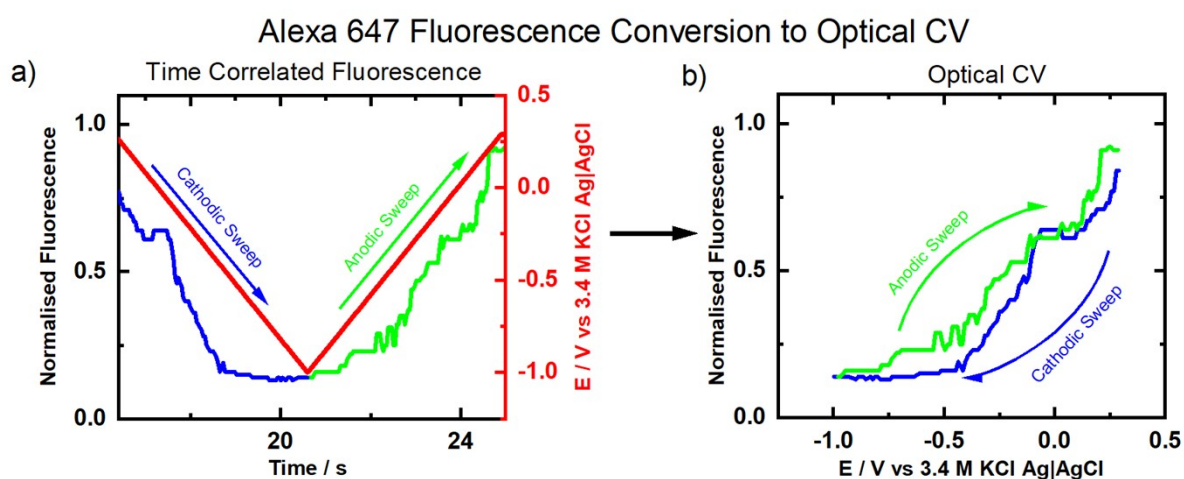 Alexa 647 Fluorescence Conversion to Optical CV
a)
Time Correlated Fluorescence
Normalised Fluorescence
1.0
0.5
0.0
Cathodic Sweep
Anodic Sweep
0.5
0.0
-0.5
-1.0
E / V vs 3.4 M KCl Ag|AgCl
20
24
Time / s
b)
Optical CV
Normalised Fluorescence
1.0
0.5
0.0
Anodic Sweep
Cathodic Sweep
-1.0
-0.5
0.0
0.5
E / V vs 3.4 M KCl Ag|AgCl